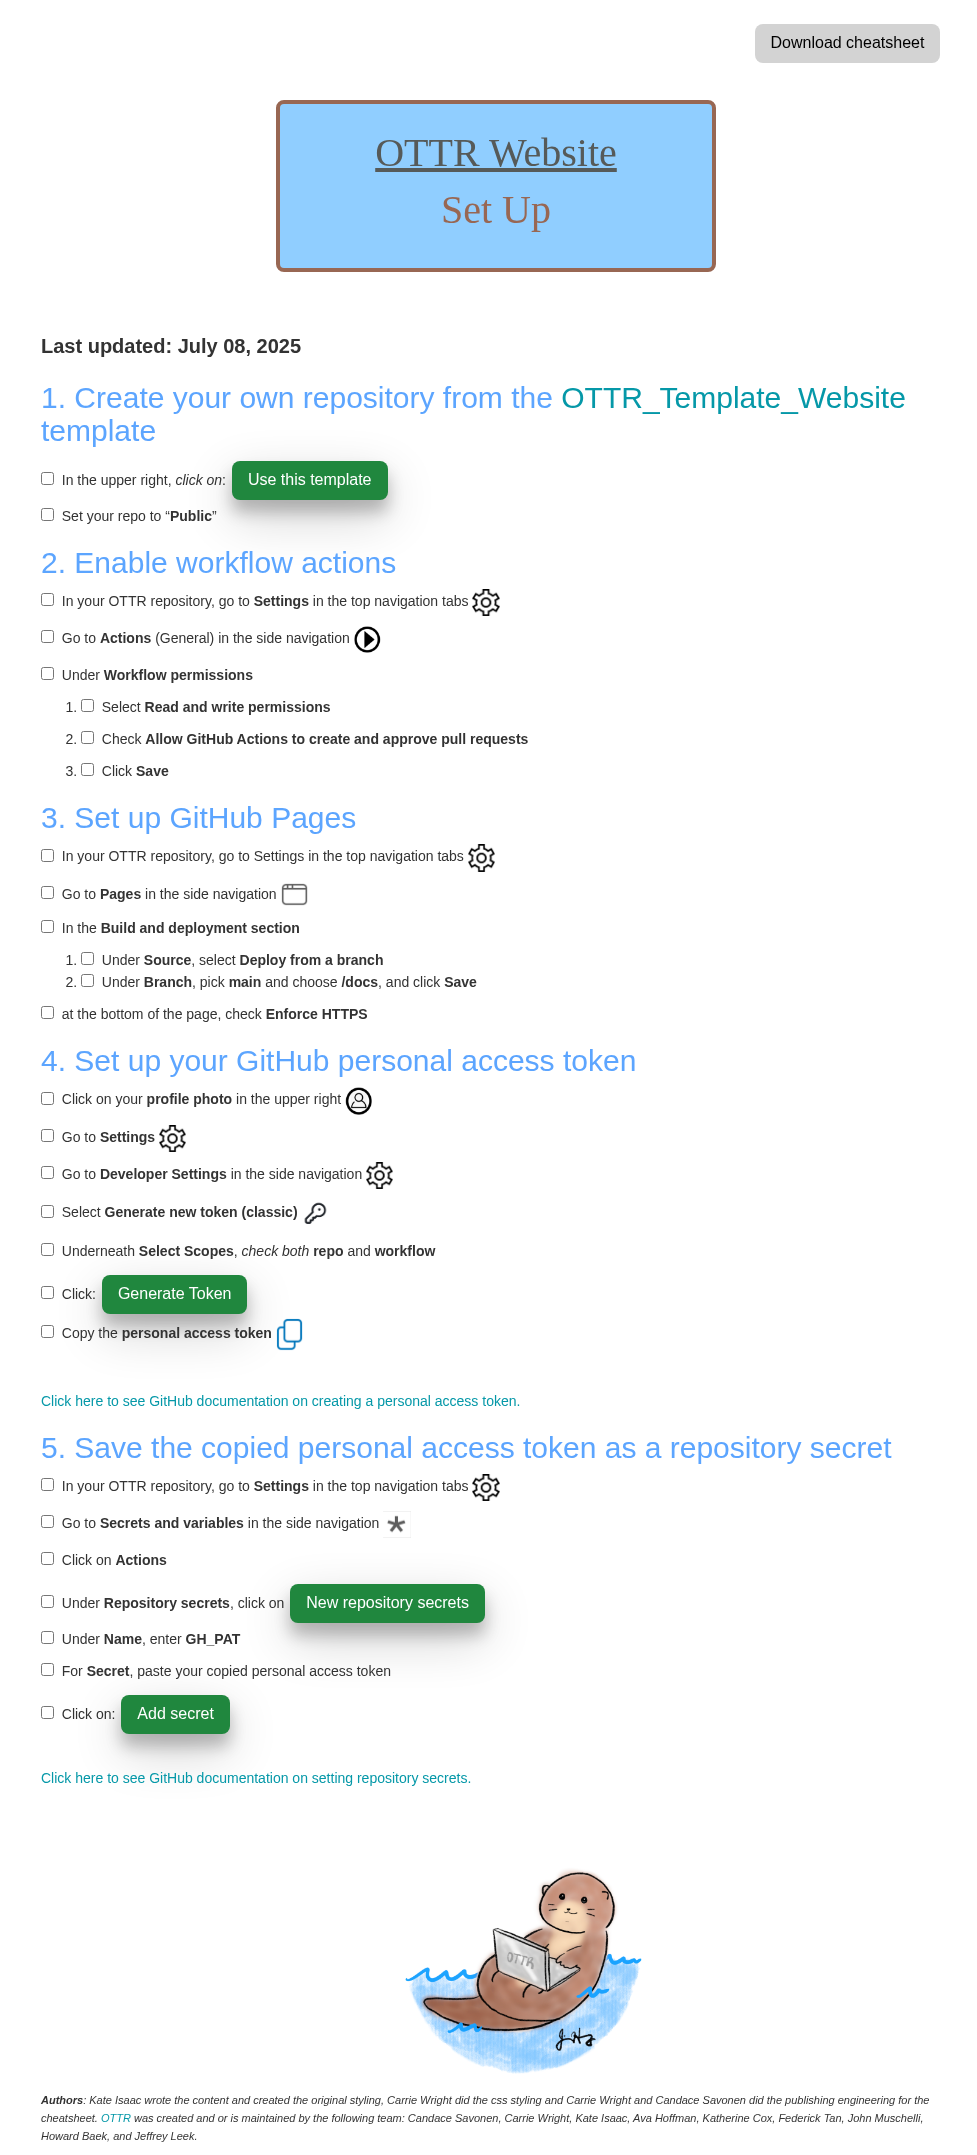 Download cheatsheet
OTTR Website
Set Up
Last updated: July 08, 2025
1. Create your own repository from the OTTR_Template_Website
template
In the upper right, click on: Use this template
Set your repo to “Public”
2. Enable workflow actions
In your OTTR repository, go to Settings in the top navigation tabs
Go to Actions (General) in the side navigation
Under Workflow permissions
1. Select Read and write permissions
2. Check Allow GitHub Actions to create and approve pull requests
3. Click Save
3. Set up GitHub Pages
In your OTTR repository, go to Settings in the top navigation tabs
Go to Pages in the side navigation
In the Build and deployment section
1. Under Source, select Deploy from a branch
2. Under Branch, pick main and choose /docs, and click Save
at the bottom of the page, check Enforce HTTPS
4. Set up your GitHub personal access token
Click on your profile photo in the upper right
Go to Settings
Go to Developer Settings in the side navigation
Select Generate new token (classic)
Underneath Select Scopes, check both repo and workflow
Click: Generate Token
Copy the personal access token
Click here to see GitHub documentation on creating a personal access token.
5. Save the copied personal access token as a repository secret
In your OTTR repository, go to Settings in the top navigation tabs
Go to Secrets and variables in the side navigation
Click on Actions
Under Repository secrets, click on New repository secrets
Under Name, enter GH_PAT
For Secret, paste your copied personal access token
Click on: Add secret
Click here to see GitHub documentation on setting repository secrets.
OTTR
Authors: Kate Isaac wrote the content and created the original styling, Carrie Wright did the css styling and Carrie Wright and Candace Savonen did the publishing engineering for the
cheatsheet. OTTR was created and or is maintained by the following team: Candace Savonen, Carrie Wright, Kate Isaac, Ava Hoffman, Katherine Cox, Federick Tan, John Muschelli,
Howard Baek, and Jeffrey Leek.